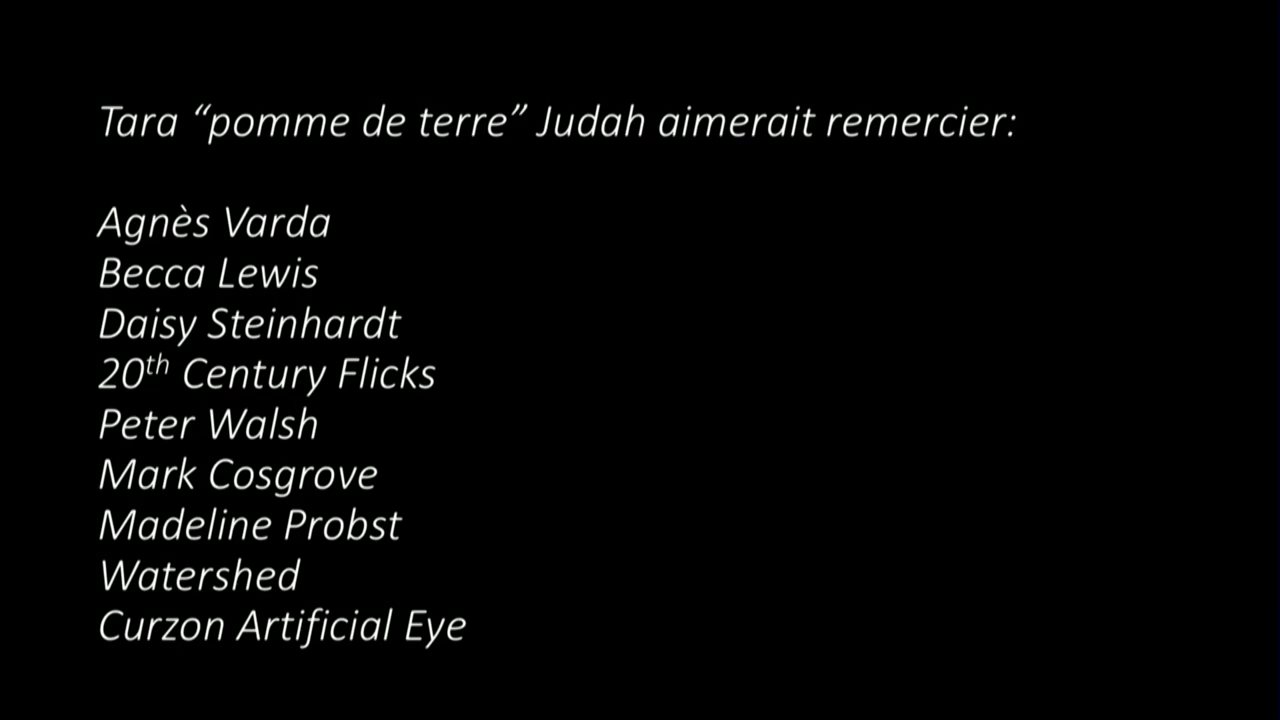 Tara “pomme de terre” Judah aimerait remercier:
Agnès Varda
Becca Lewis
Daisy Steinhardt
20th Century Flicks
Peter Walsh
Mark Cosgrove
Madeline Probst
Watershed
Curzon Artificial Eye